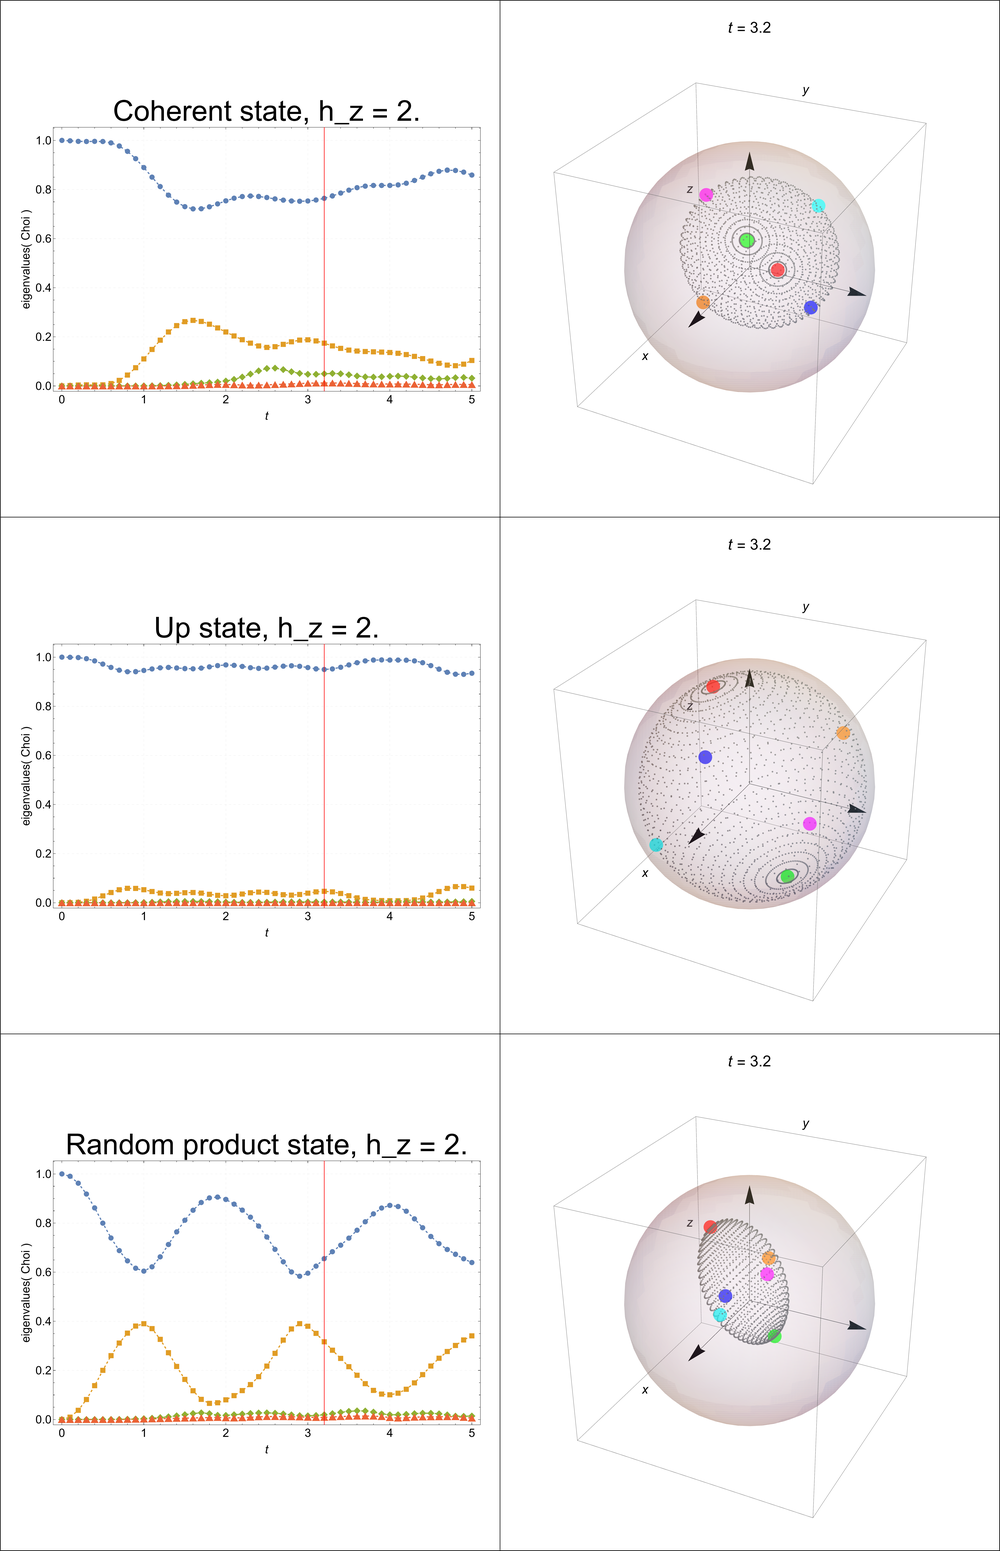 t = 3.2
Coherent state, h_z = 2.
eigenvalues( Choi )
1.0
0.8
0.6
0.4
0.2
0.0
0 1 2 3 4 5
t
y
z
x
t = 3.2
Up state, h_z = 2.
eigenvalues( Choi )
1.0
0.8
0.6
0.4
0.2
0.0
0 1 2 3 4 5
t
y
z
x
t = 3.2
Random product state, h_z = 2.
eigenvalues( Choi )
1.0
0.8
0.6
0.4
0.2
0.0
0 1 2 3 4 5
t
y
z
x